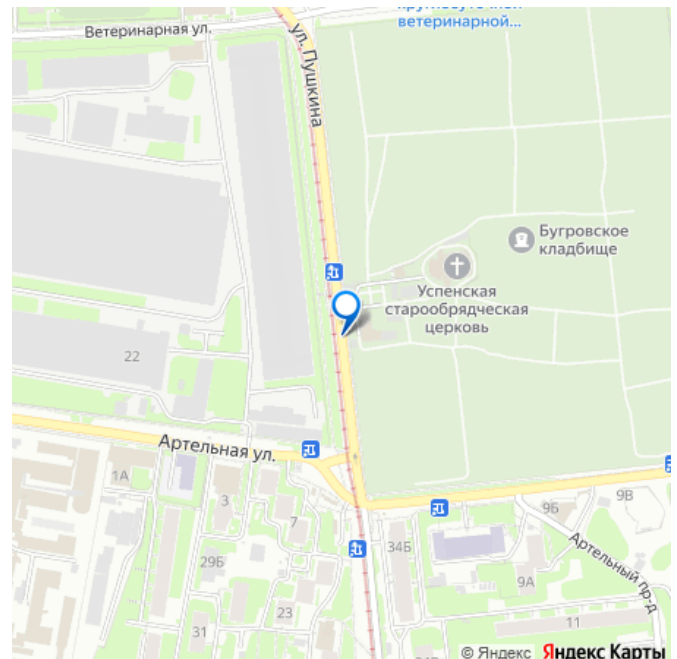 ветеринарной...
Ветеринарная ул.
ул. Пушкина
Бугровское
кладбище
Успенская
старообрядческая
церковь
22
Артельная ул.
1А
3
7
9Б
9В
34Б
29Б
9А
Артельный пр-д
23
31
11
© Яндекс Яндекс Карты